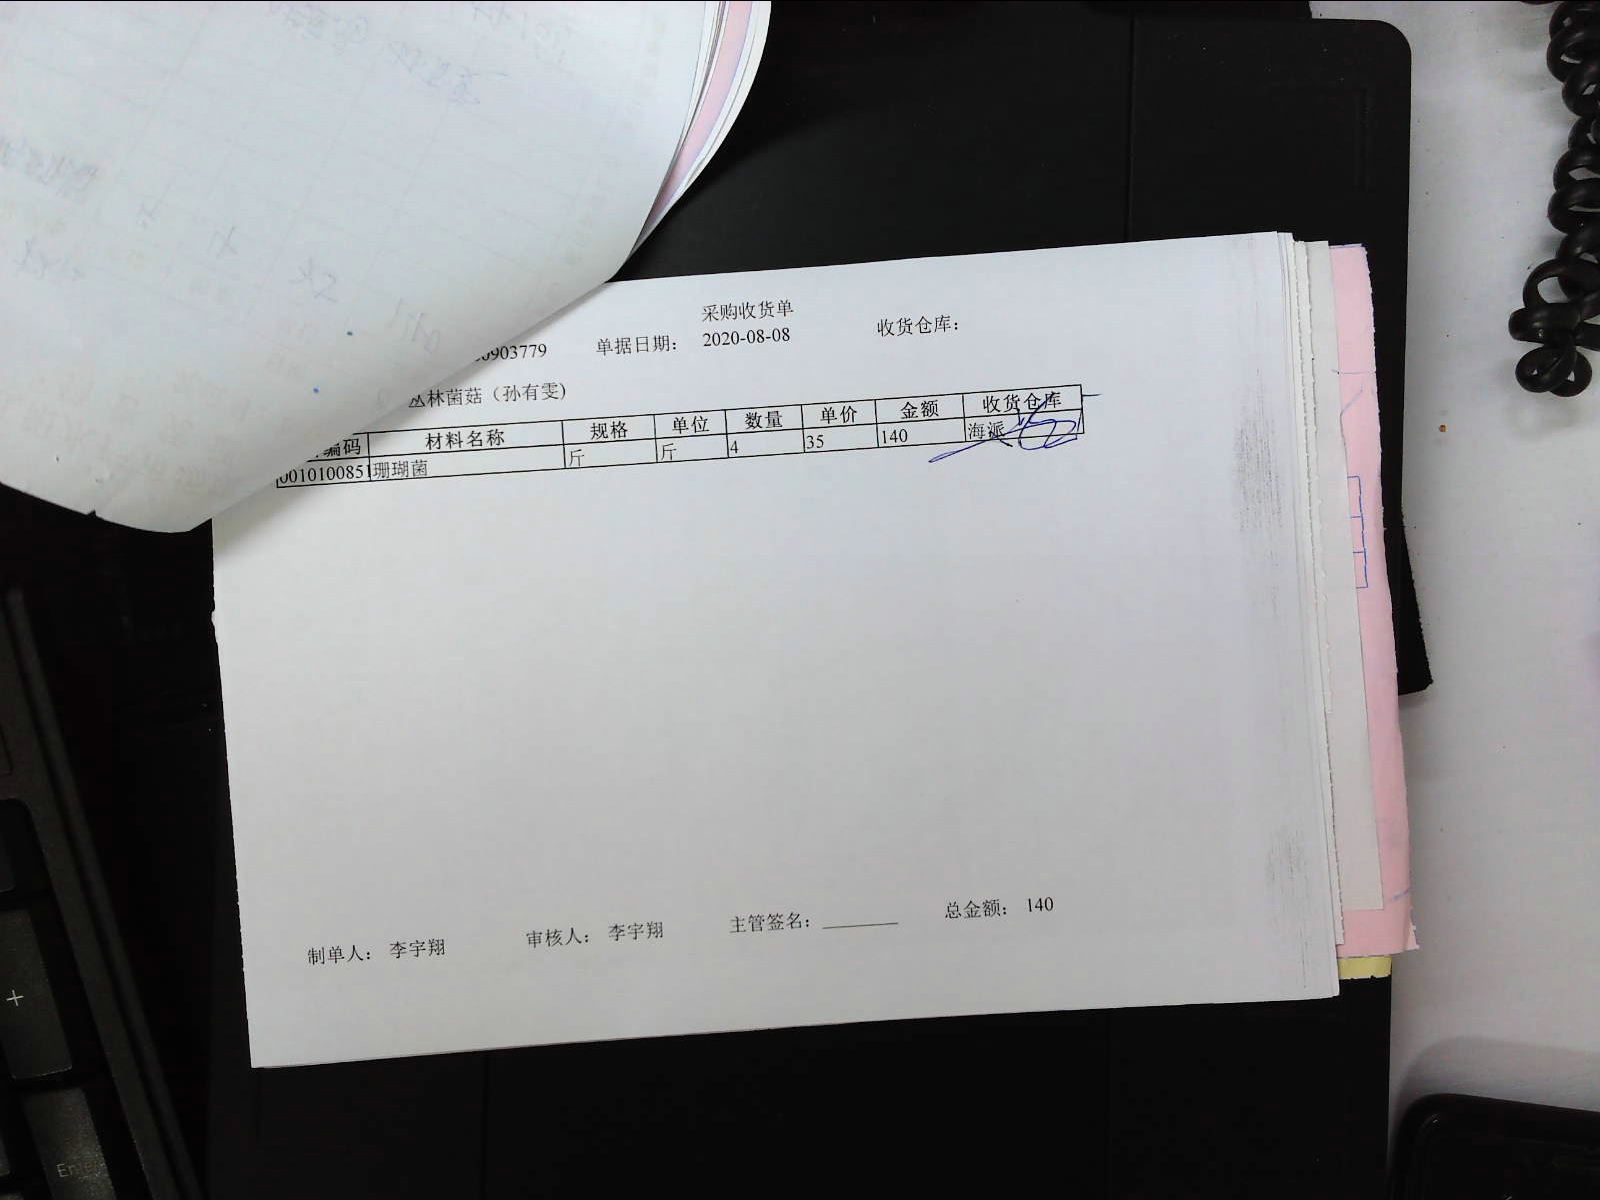 采购收货单
0903779 单据日期： 2020-08-08 收货仓库：
丛林菌菇（孙有雯)
编码 材料名称 规格 单位 数量 单价 金额 收货仓库
0010100851 珊瑚菌 斤 斤 4 35 140 海派
制单人： 李宇翔 审核人： 李宇翔 主管签名： 总金额： 140
+
Enter